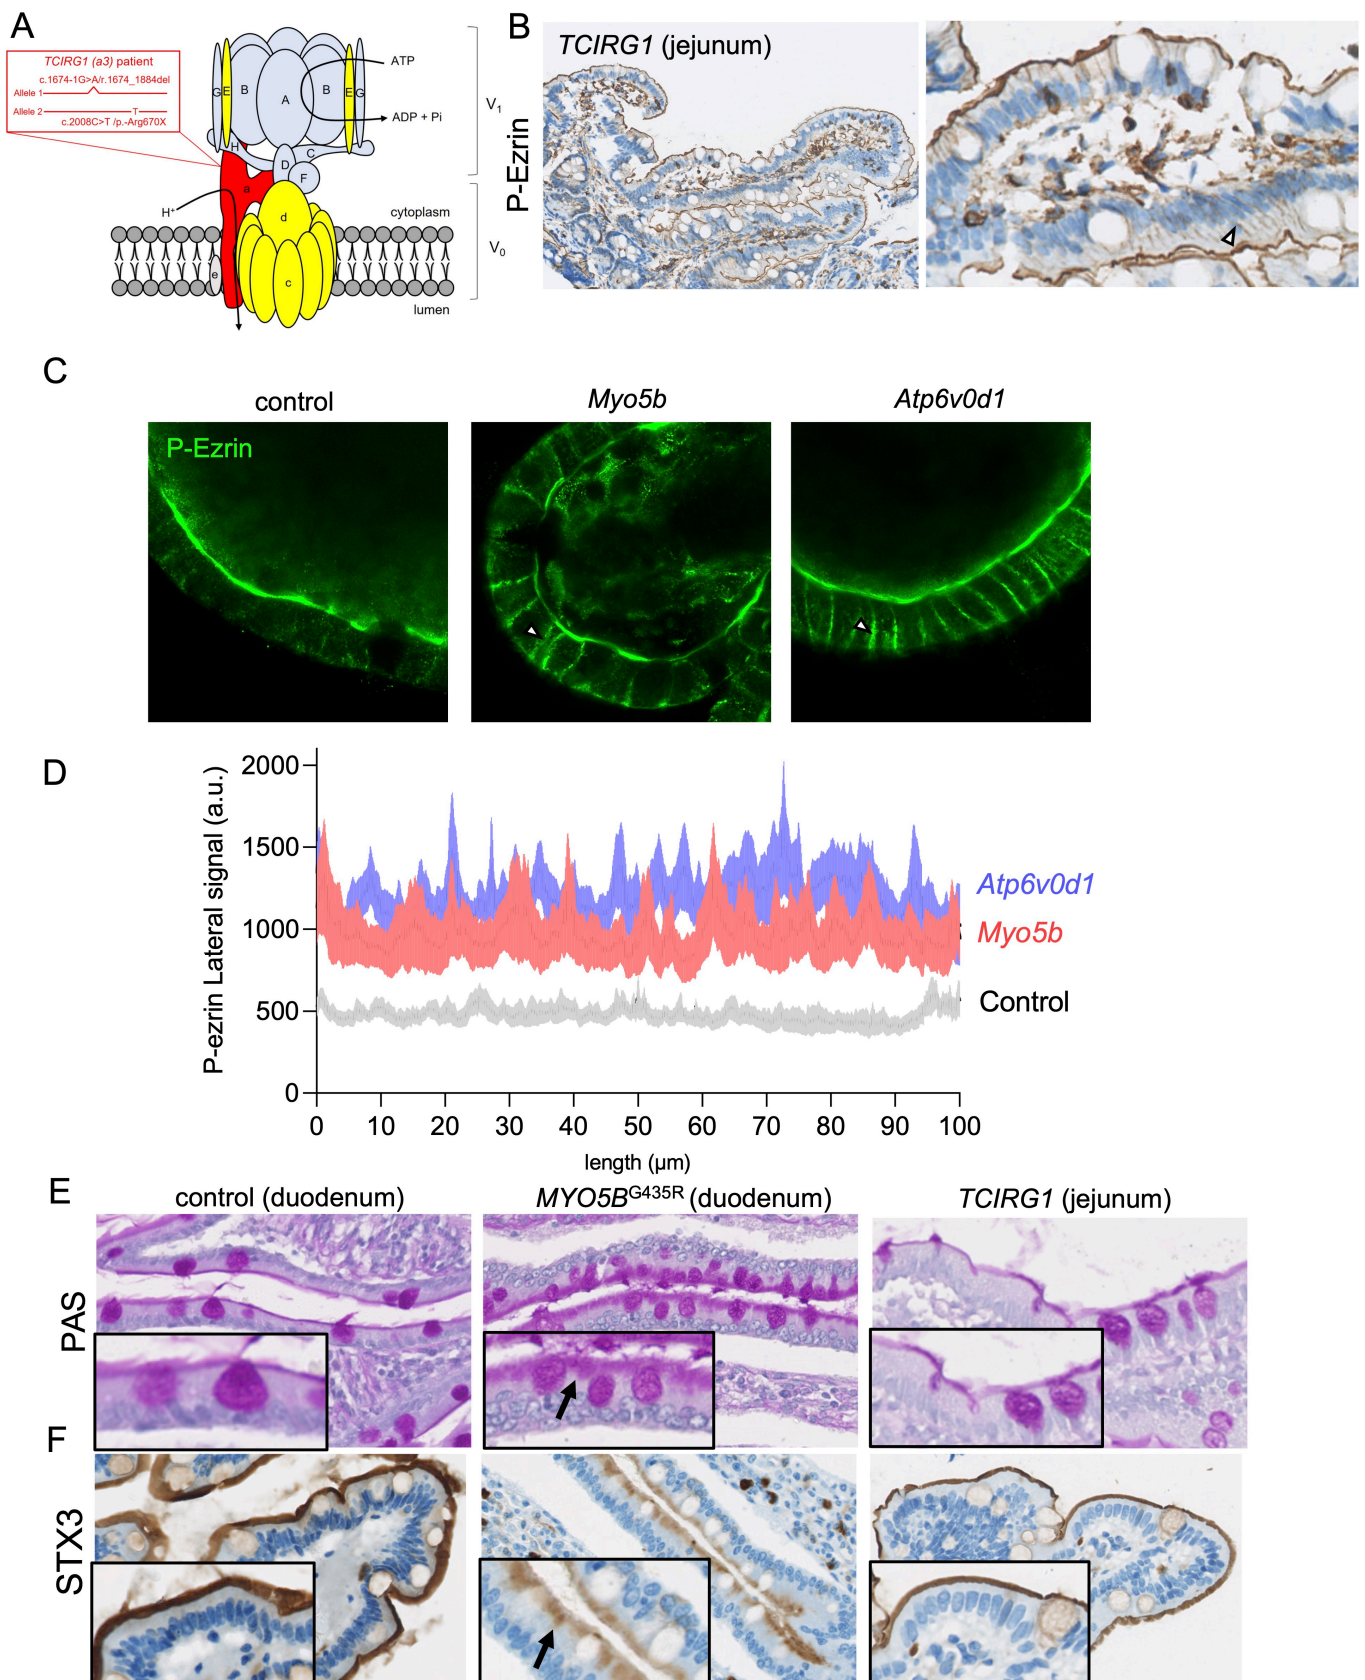 A
TCIRG1 (a3) patient
c.1674-1G>A/r.1674_1884del
Allele 1
Allele 2
T
c.2008C>T /p.-Arg670X
G
E
B
A
B
E
G
ATP
ADP + Pi
V1
H
D
C
F
a
H+
d
cytoplasm
V0
e
c
lumen
B
TCIRG1 (jejunum)
P-Ezrin
C
control
Myo5b
Atp6v0d1
P-Ezrin
D
P-ezrin Lateral signal (a.u.)
2000
1500
1000
500
0
0 10 20 30 40 50 60 70 80 90 100
length (µm)
Atp6v0d1
Myo5b
Control
E
control (duodenum)
MYO5BG435R (duodenum)
TCIRG1 (jejunum)
PAS
F
STX3